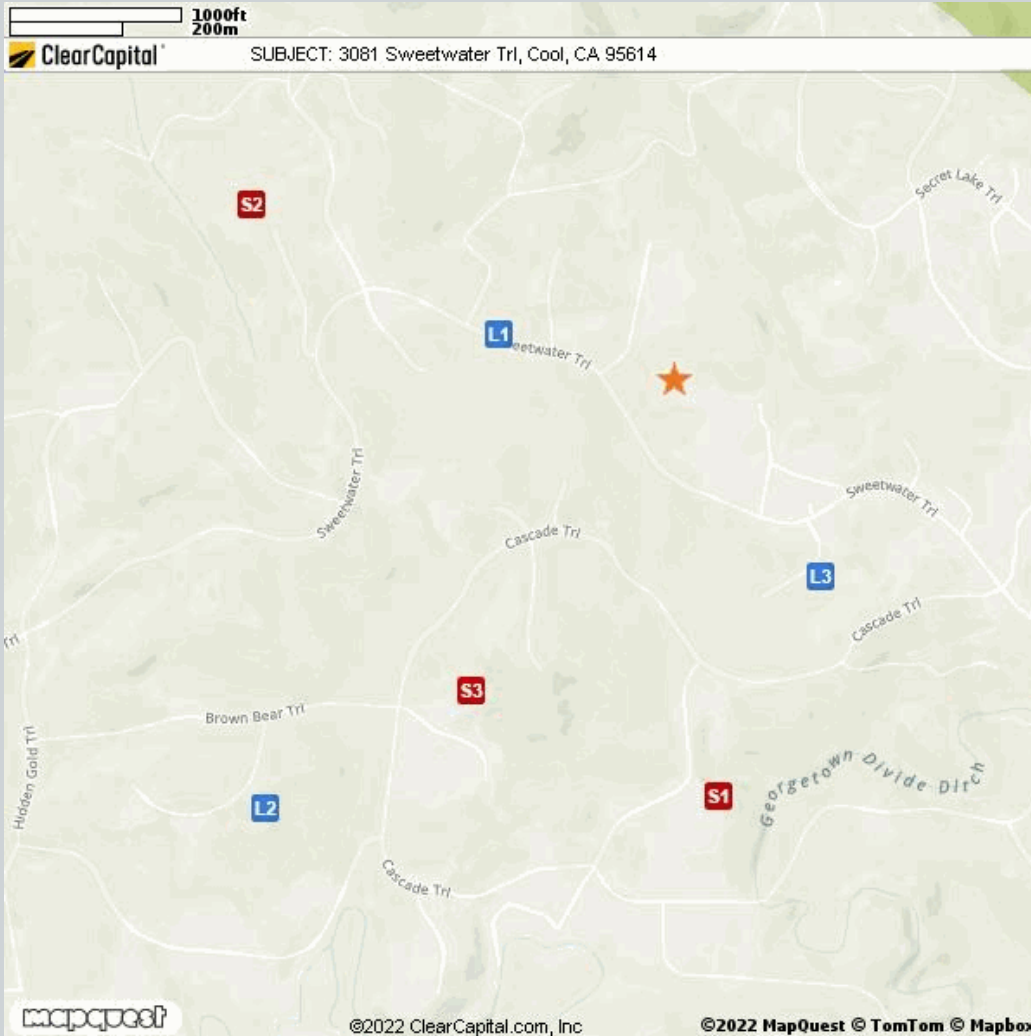 1000ft
200m
ClearCapital SUBJECT: 3081 Sweetwater Trl, Cool, CA 95614
Secret Lake Trl
S2
L1
eetwater Trl
Sweetwater Trl
Sweetwater Trl
Cascade Trl
L3
Cascade Trl
Trl
S3
Brown Bear Trl
Hidden Gold Trl
Georgetown Divide Ditch
S1
L2
Cascade Trl
mapquest
©2022 ClearCapital.com, Inc
©2022 MapQuest © TomTom © Mapbox